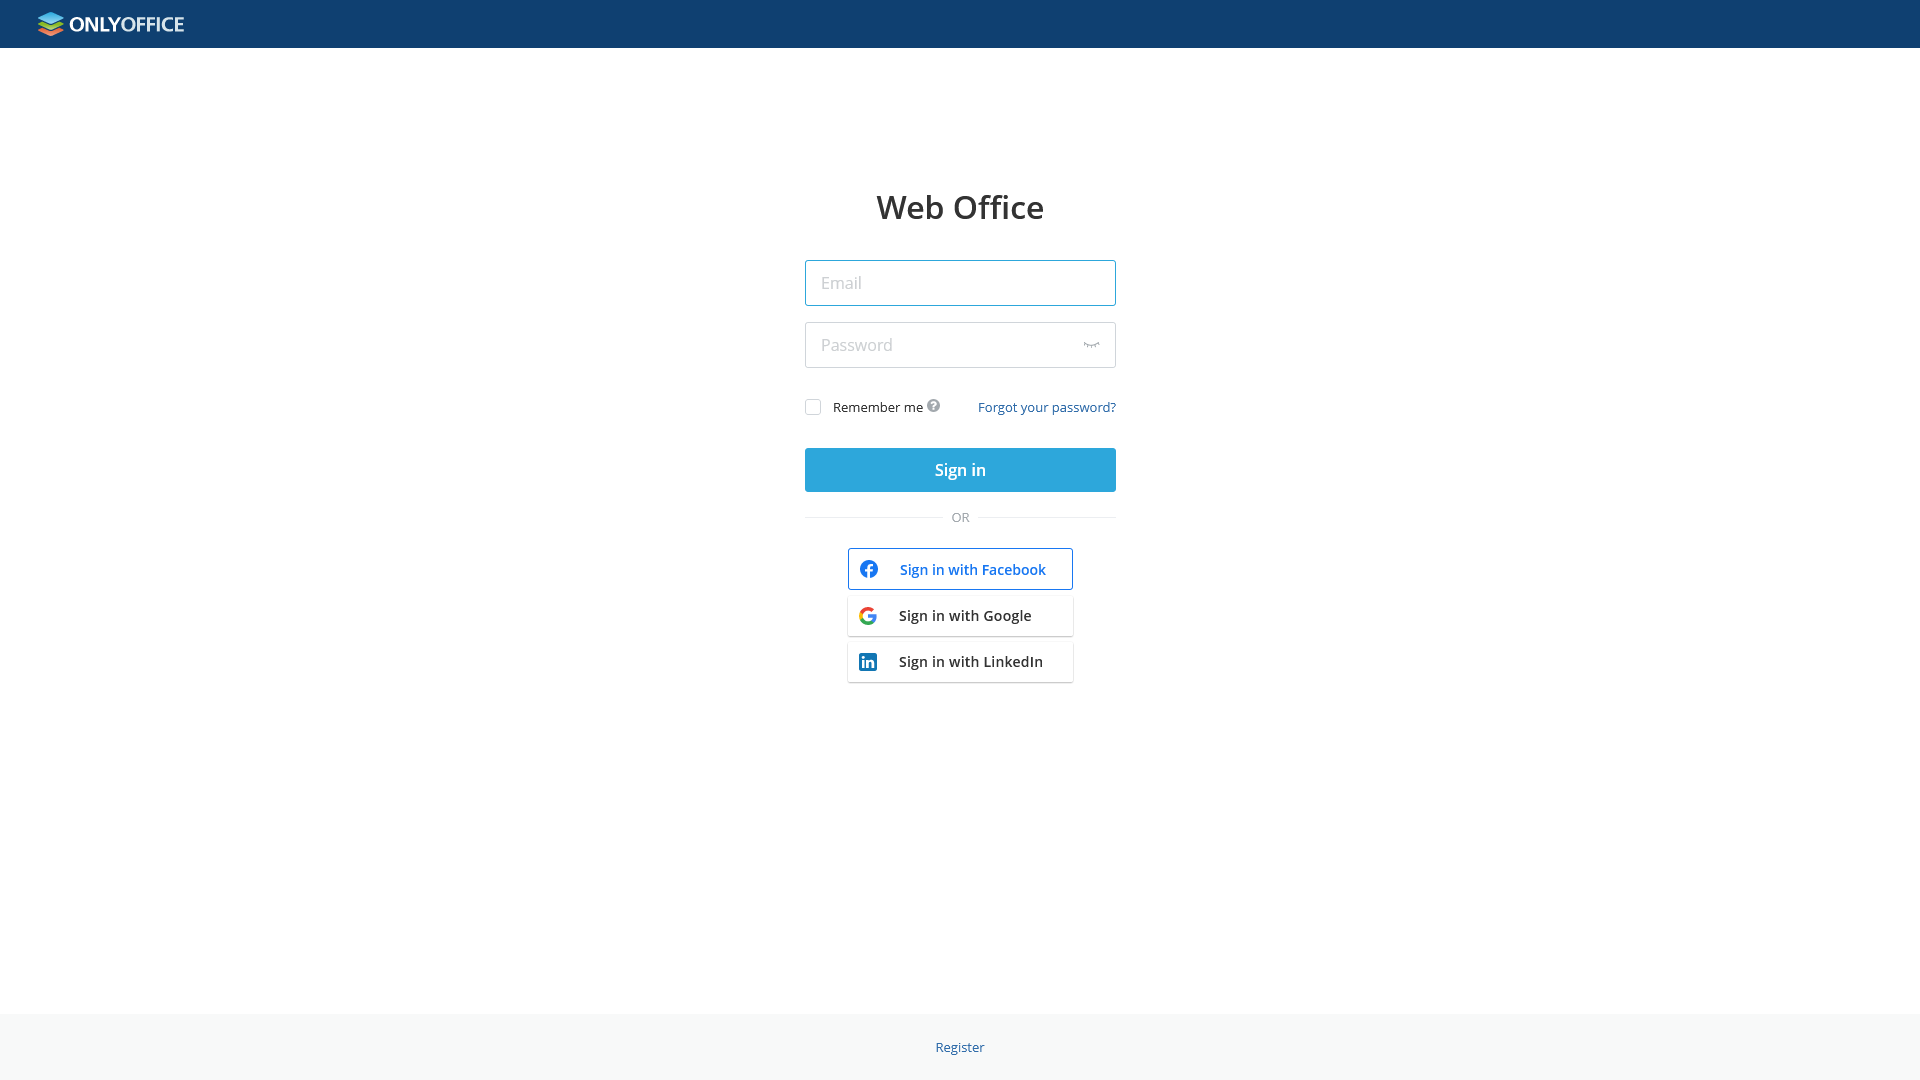 ONLYOFFICE
Web Office
Email
Password
Remember me ?
Forgot your password?
Sign in
OR
Sign in with Facebook
Sign in with Google
Sign in with LinkedIn
Register